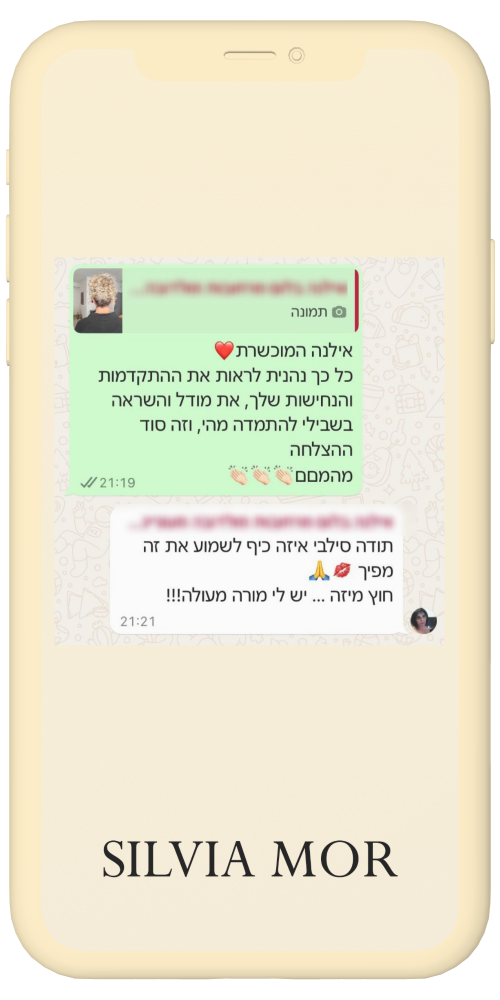 תמונה
אילנה המוכשרת❤️
כל כך נהנית לראות את ההתקדמות
והנחישות שלך, את מודל והשראה
בשבילי להתמדה מהי, וזה סוד
ההצלחה
מהממם👏🏻👏🏻👏🏻
21:19
תודה סילבי איזה כיף לשמוע את זה
מפיך 💋🙏
חוץ מיזה ... יש לי מורה מעולה!!!
21:21
SILVIA MOR